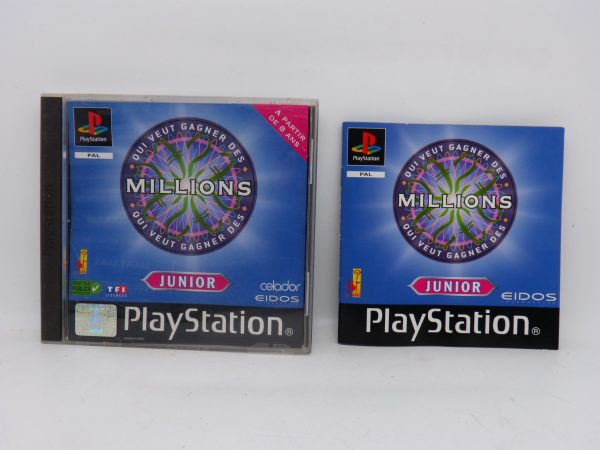 PlayStation
PAL
A PARTIR
DE 8 ANS
QUI VEUT GAGNER DES
MILLIONS
QUI VEUT GAGNER DES
JUNIOR
celador
EIDOS
TF1
PlayStation®
PlayStation
PAL
QUI VEUT GAGNER DES
MILLIONS
QUI VEUT GAGNER DES
JUNIOR
EIDOS
PlayStation®